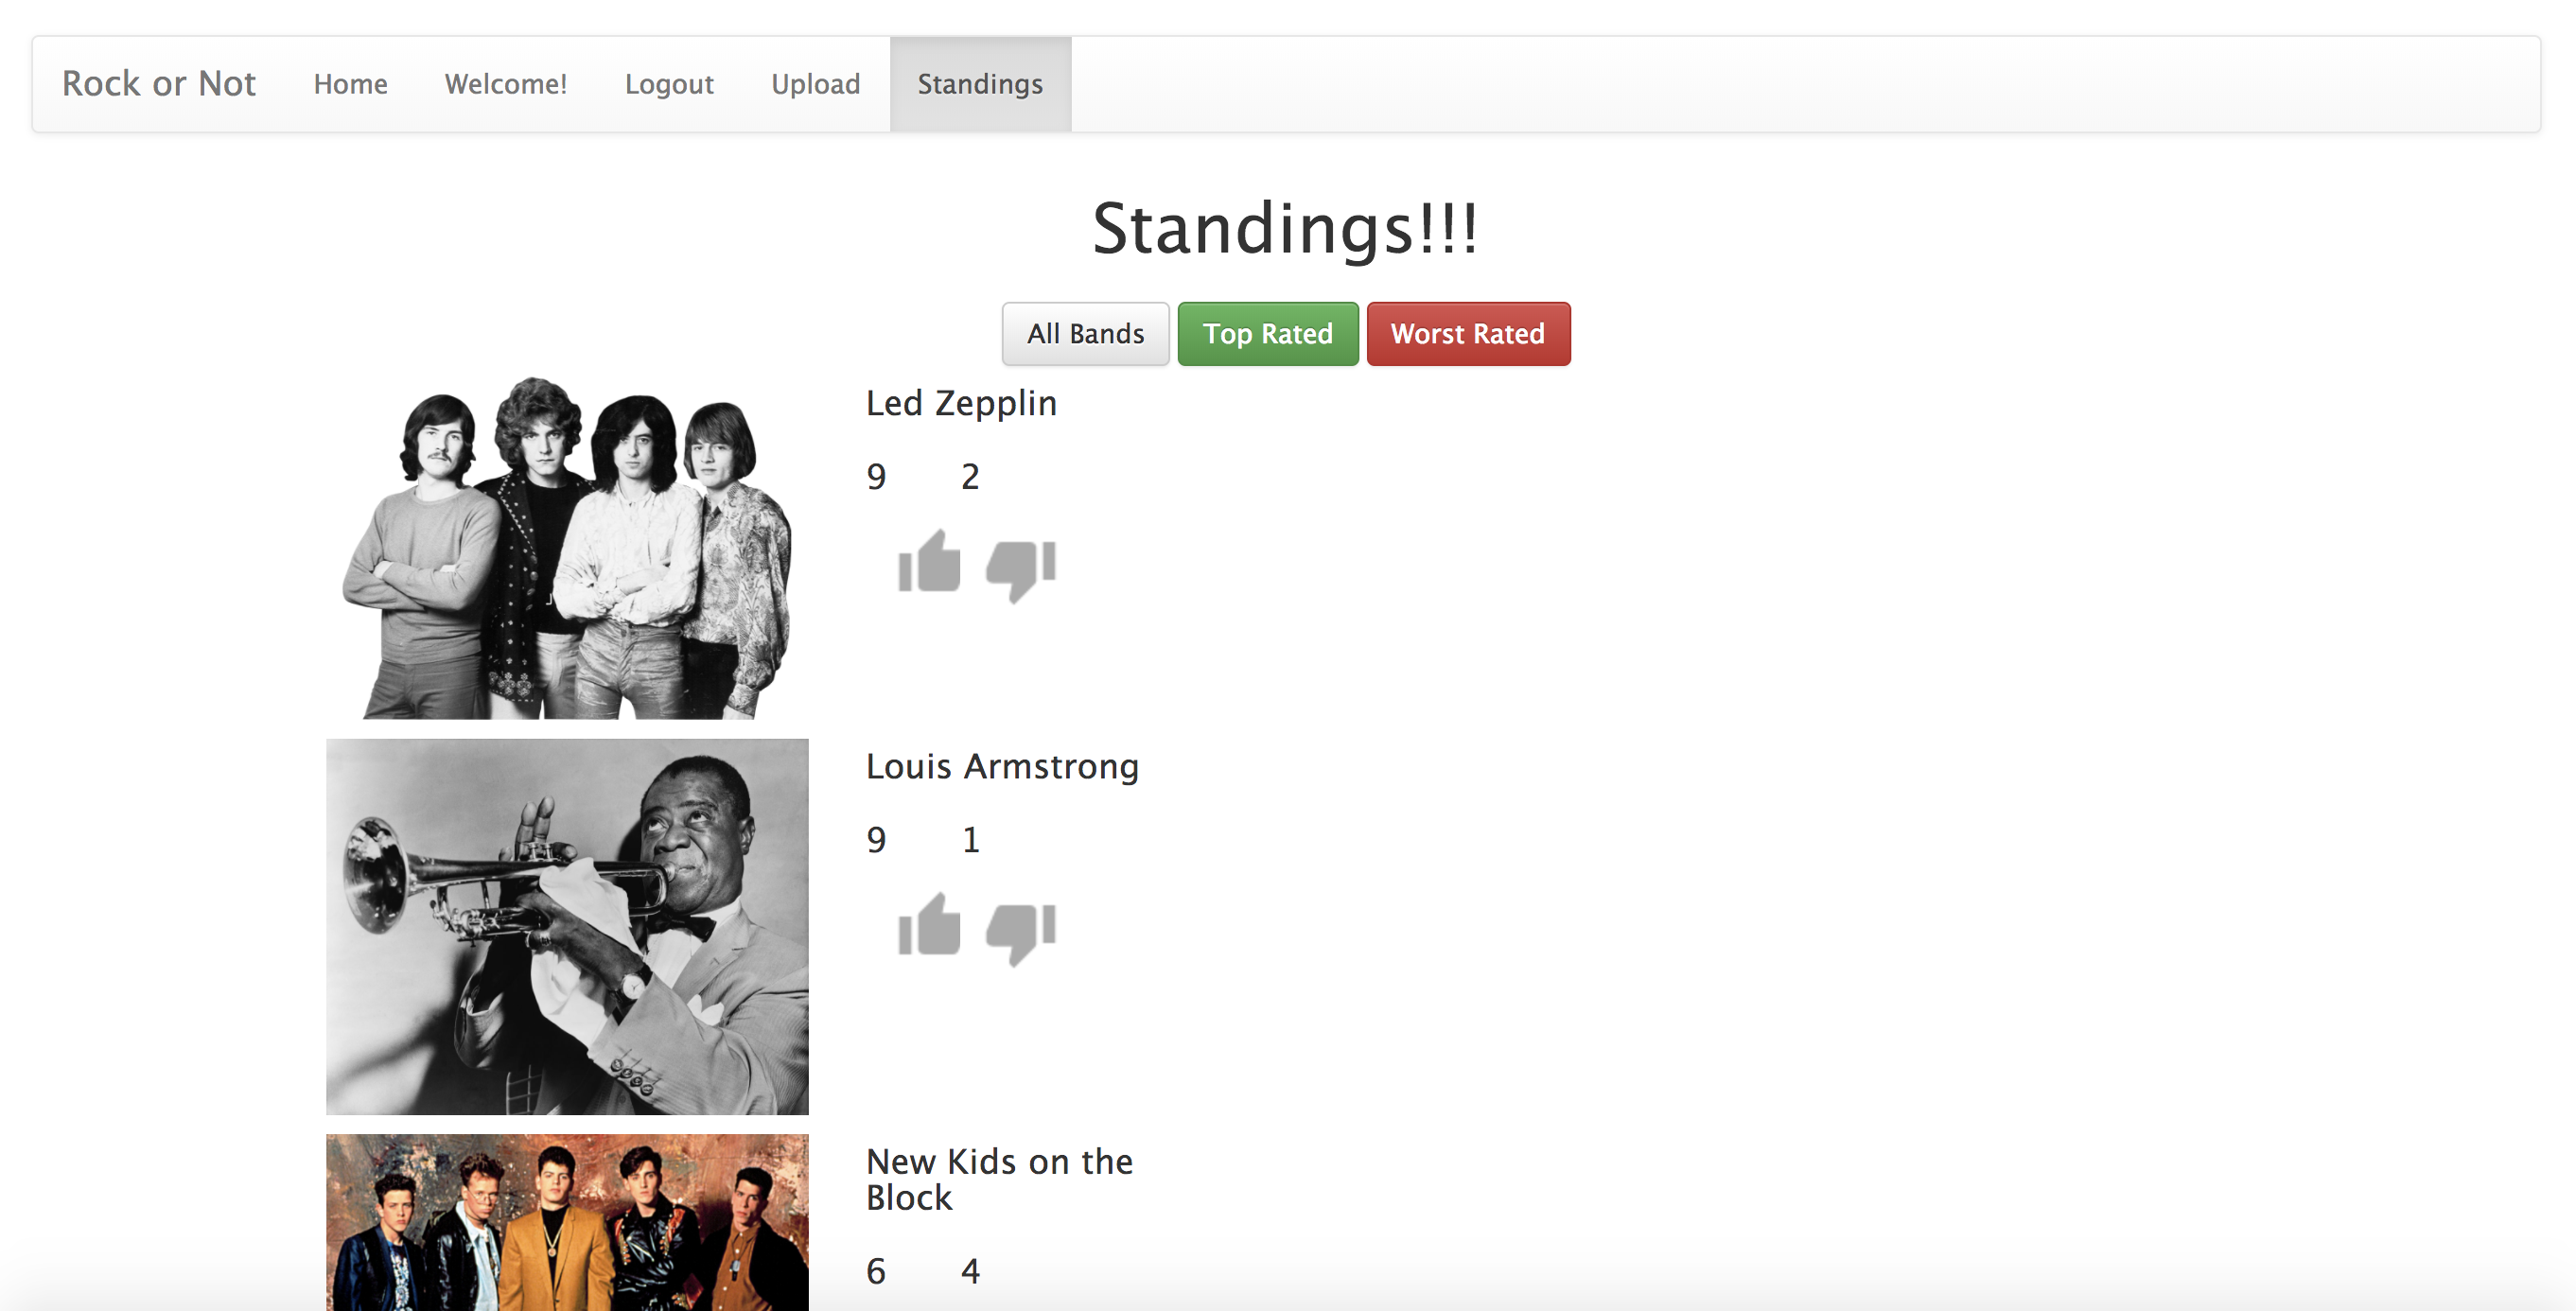 Rock or Not Home Welcome! Logout Upload Standings
Standings!!!
All Bands Top Rated Worst Rated
Led Zepplin
9 2
Louis Armstrong
9 1
New Kids on the
Block
6 4